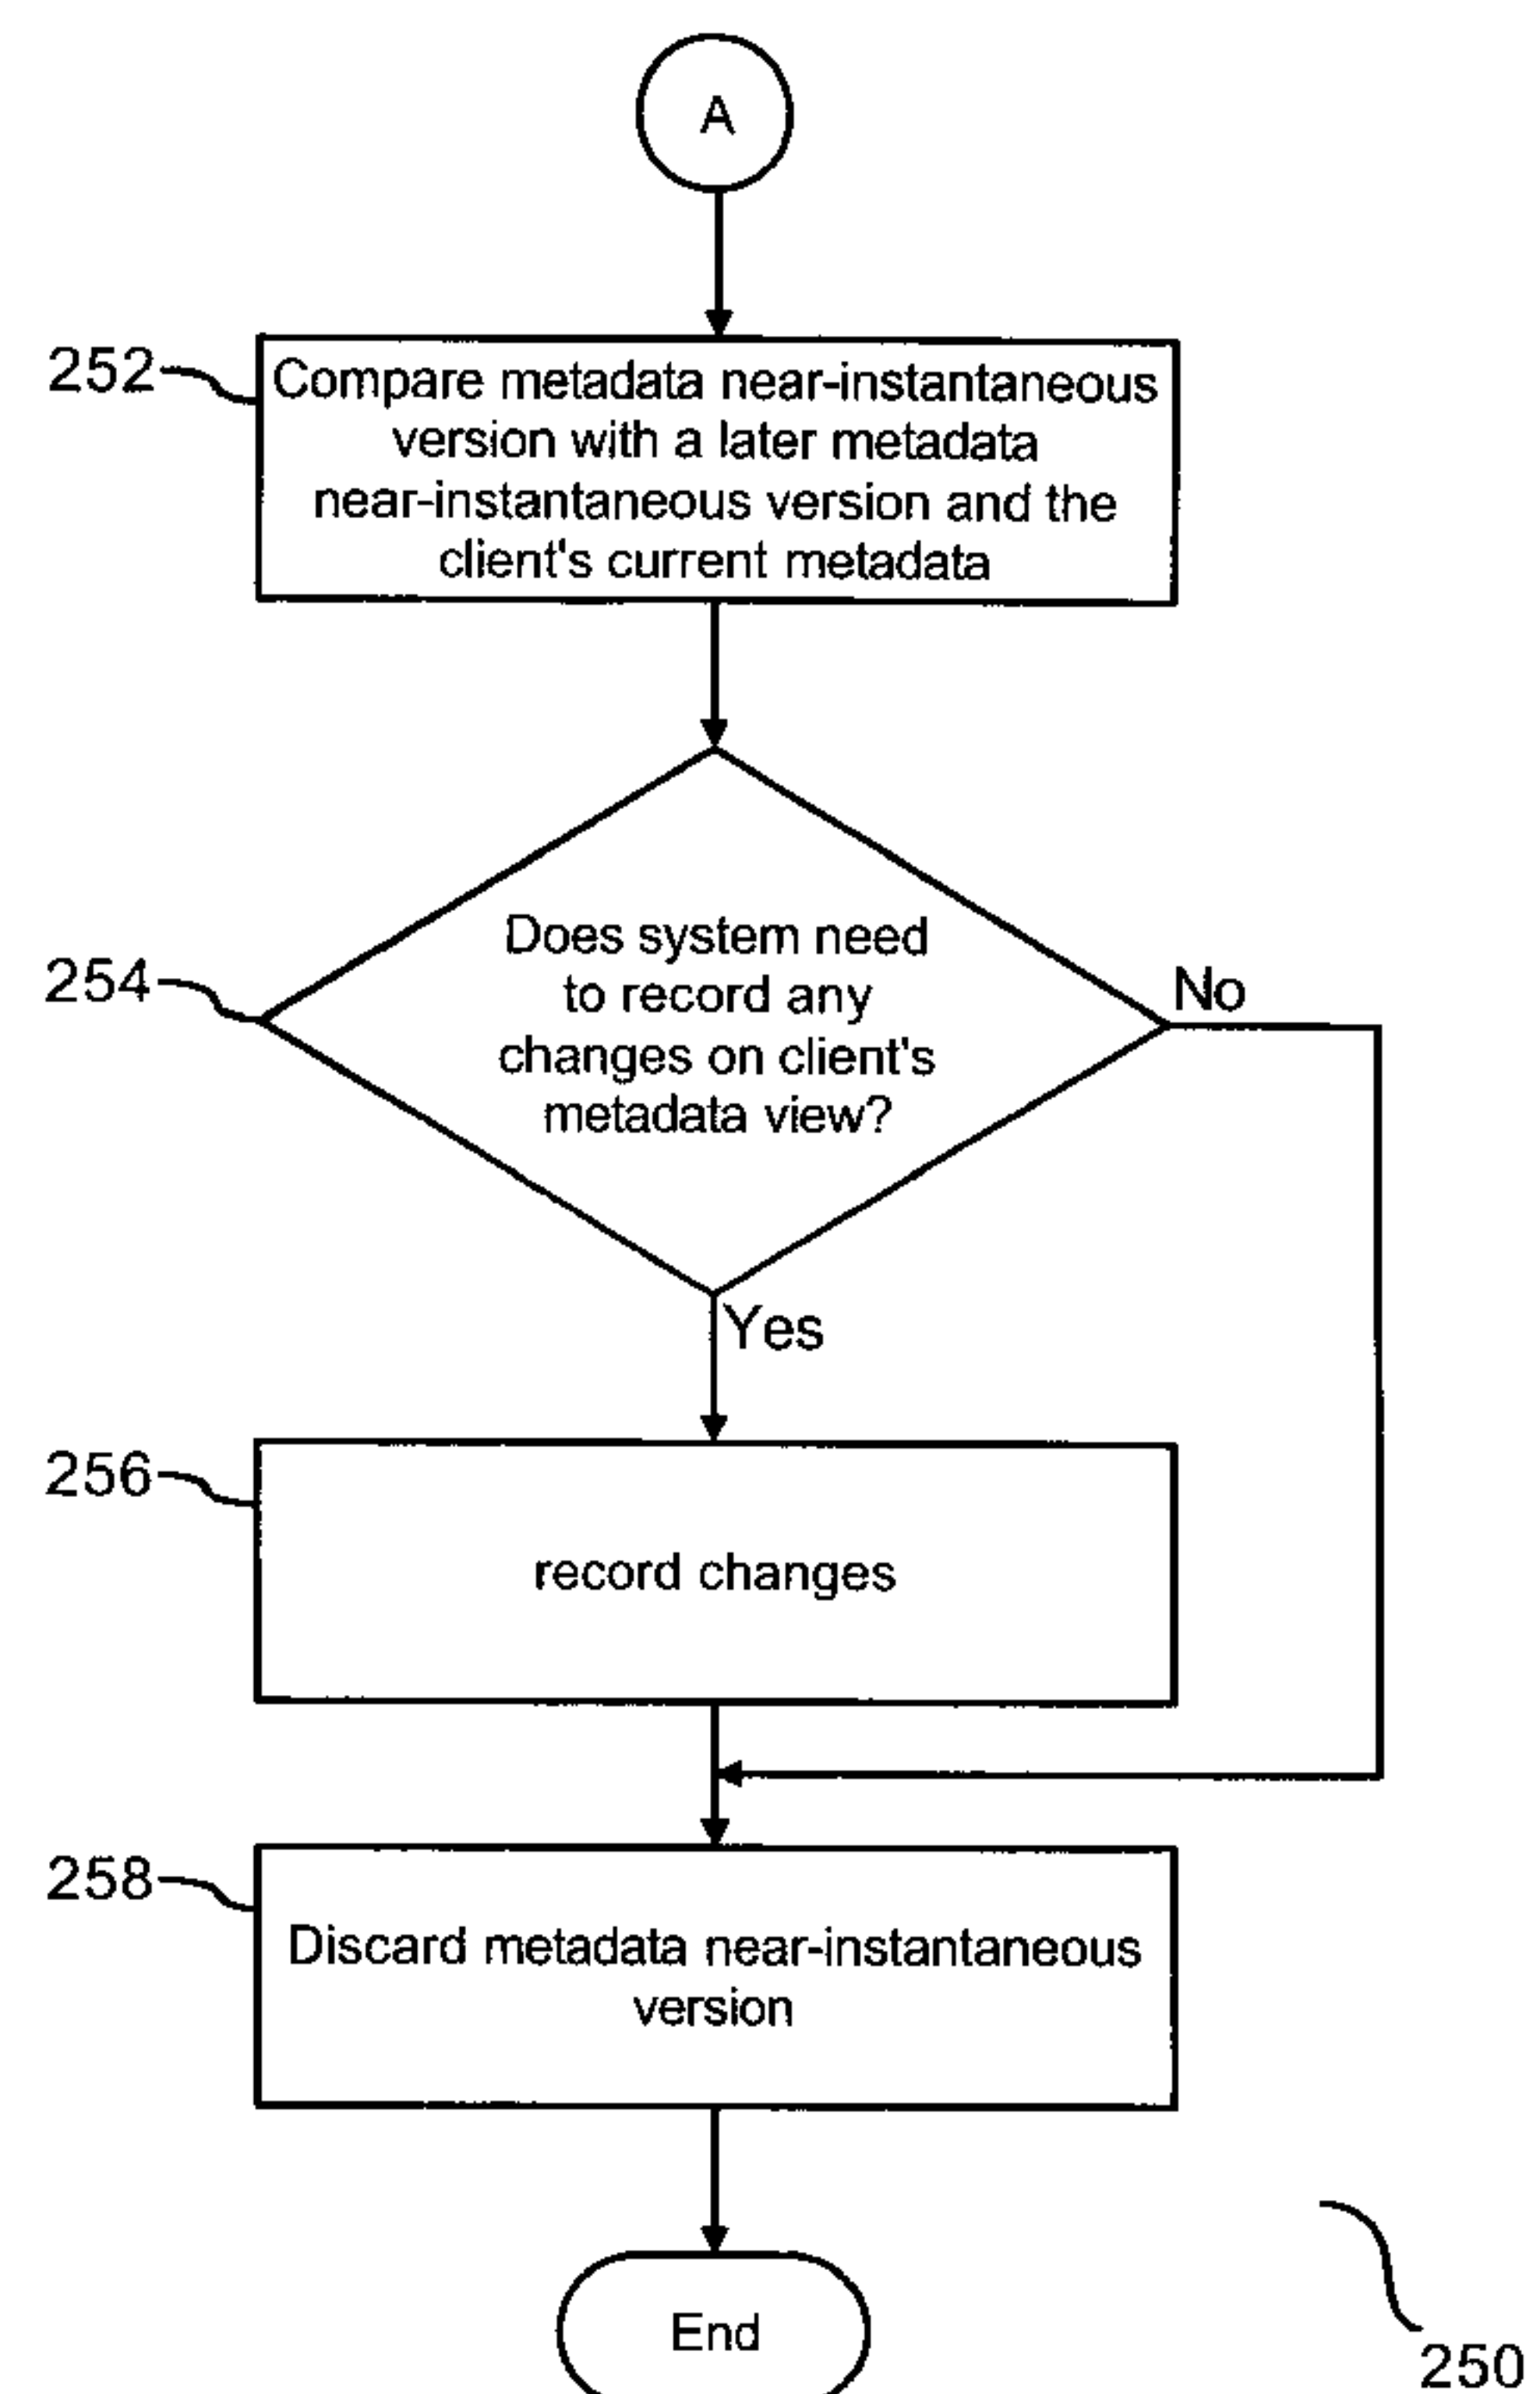 A
252
Compare metadata near-instantaneous
version with a later metadata
near-instantaneous version and the
client's current metadata
254
Does system need
to record any
changes on client's
metadata view?
No
Yes
256
record changes
258
Discard metadata near-instantaneous
version
End
250